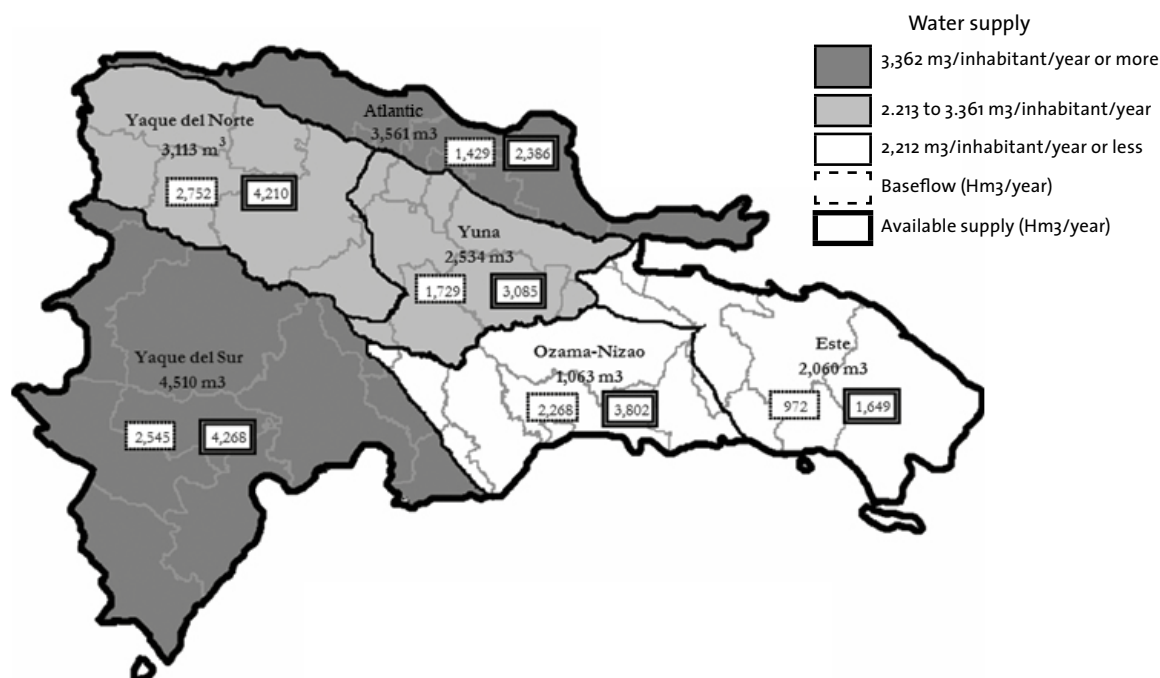 Water supply
3,362 m3/inhabitant/year or more
2.213 to 3.361 m3/inhabitant/year
2,212 m3/inhabitant/year or less
Baseflow (Hm3/year)
Available supply (Hm3/year)
Atlantic
3,561 m3
1,429
2,386
Yaque del Norte
3,113 m³
2,752
4,210
Yuna
2,534 m3
1,729
3,085
Yaque del Sur
4,510 m3
2,545
4,268
Ozama-Nizao
1,063 m3
2,268
3,802
Este
2,060 m3
972
1,649